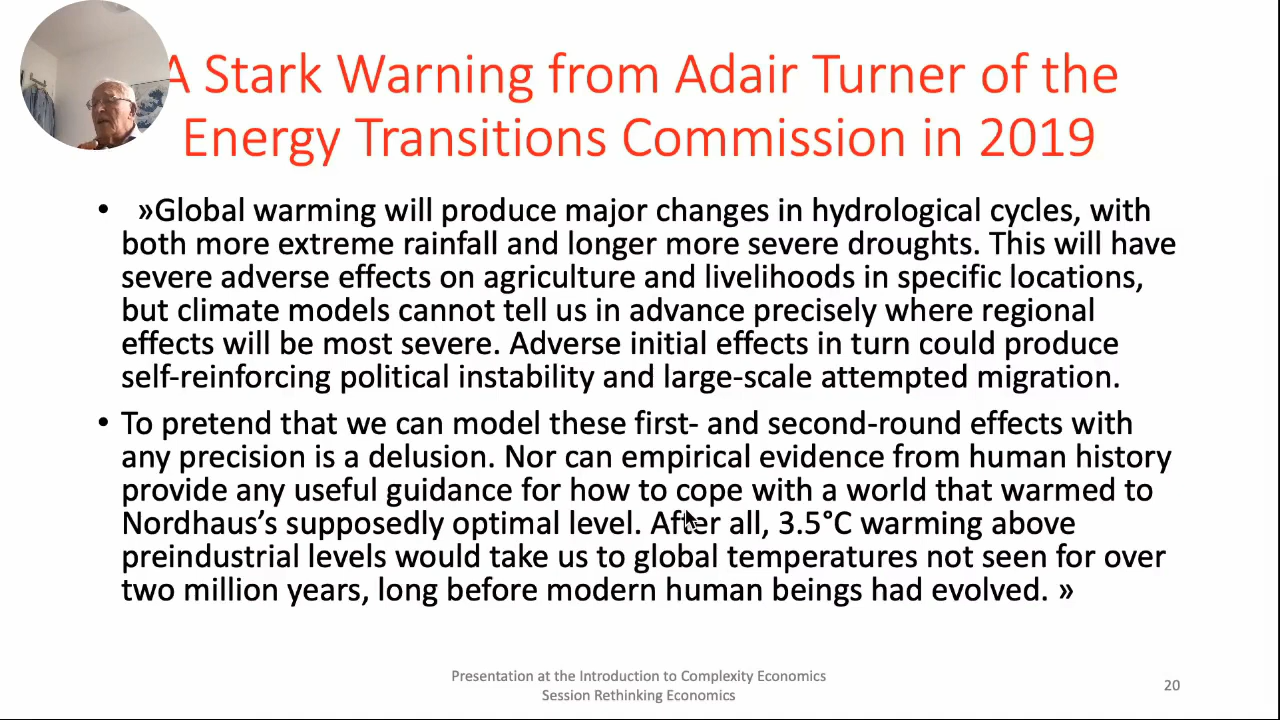 A Stark Warning from Adair Turner of the
Energy Transitions Commission in 2019
• »Global warming will produce major changes in hydrological cycles, with
both more extreme rainfall and longer more severe droughts. This will have
severe adverse effects on agriculture and livelihoods in specific locations,
but climate models cannot tell us in advance precisely where regional
effects will be most severe. Adverse initial effects in turn could produce
self-reinforcing political instability and large-scale attempted migration.
• To pretend that we can model these first- and second-round effects with
any precision is a delusion. Nor can empirical evidence from human history
provide any useful guidance for how to cope with a world that warmed to
Nordhaus’s supposedly optimal level. After all, 3.5°C warming above
preindustrial levels would take us to global temperatures not seen for over
two million years, long before modern human beings had evolved. »
Presentation at the Introduction to Complexity Economics
Session Rethinking Economics
20